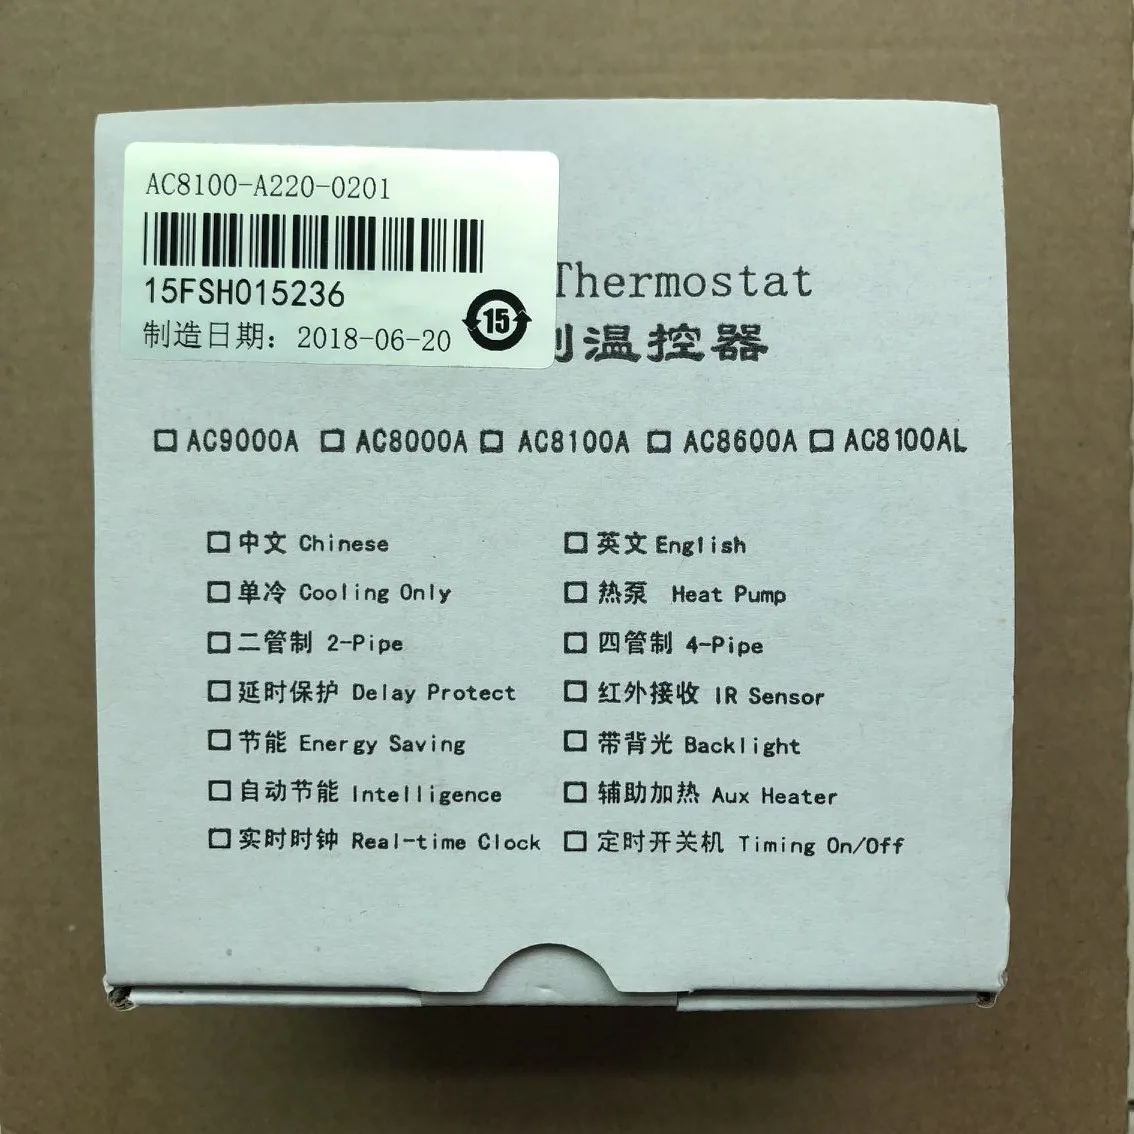 AC8100-A220-0201
15FSH015236
制造日期: 2018-06-20
15
Thermostat
温控器
□ AC9000A □ AC8000A □ AC8100A □ AC8600A □ AC8100AL
□ 中文 Chinese □ 英文 English
□ 单冷 Cooling Only □ 热泵 Heat Pump
□ 二管制 2-Pipe □ 四管制 4-Pipe
□ 延时保护 Delay Protect □ 红外接收 IR Sensor
□ 节能 Energy Saving □ 带背光 Backlight
□ 自动节能 Intelligence □ 辅助加热 Aux Heater
□ 实时时钟 Real-time Clock □ 定时开关机 Timing On/Off